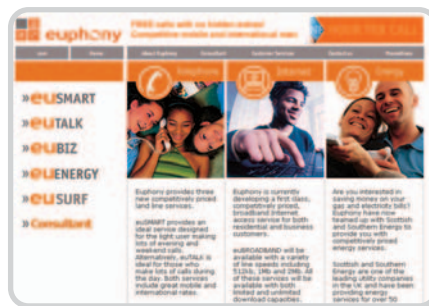 euphony
FREE calls with no hidden extras!
Competitive mobile and international rates
Home
About Euphony
Customer Services
Telephone
Internet
Energy
»euSMART
»euTALK
»euBIZ
»euENERGY
»euSURF
»Consultant
Euphony provides three
new competitively priced
land line services.
euSMART provides an
ideal service designed
for the light user making
lots of evening and
weekend calls.
Alternatively, euTALK is
ideal for those who
make lots of calls during
the day. Both services
include great mobile and
international rates.
Euphony is currently
developing a first class,
competitively priced,
broadband Internet
access service for both
residential and business
customers.
euBROADBAND will be
available with a variety
of line speeds including
512kb, 1Mb and 2Mb. All
of these services will be
available with both
limited and unlimited
download capacities.
Are you interested in
saving money on your
gas and electricity bills?
Euphony have now
teamed up with Scottish
and Southern Energy to
provide you with
competitively priced
energy services.
Scottish and Southern
Energy are one of the
leading utility companies
in the UK and have been
providing energy
services for over 50